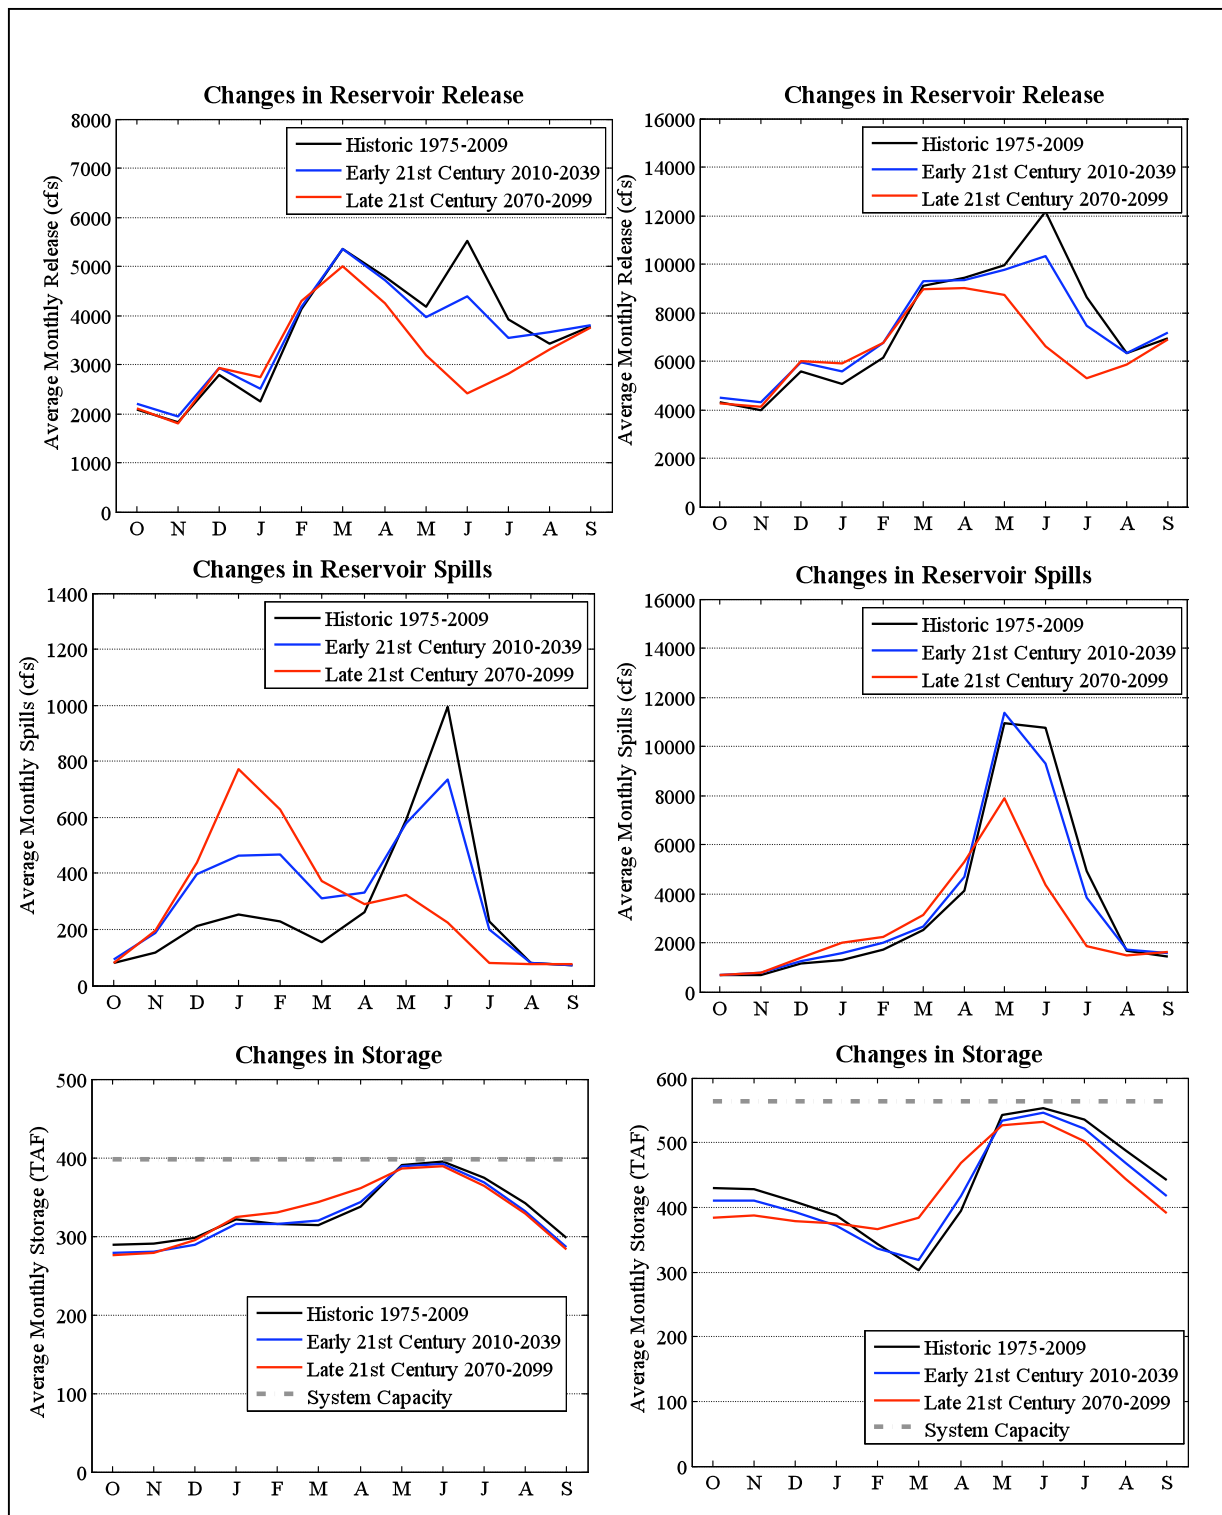 Changes in Reservoir Release
Average Monthly Release (cfs)
8000
7000
6000
5000
4000
3000
2000
1000
0
Historic 1975-2009
Early 21st Century 2010-2039
Late 21st Century 2070-2099
O N D J F M A M J J A S
Changes in Reservoir Release
Average Monthly Release (cfs)
16000
14000
12000
10000
8000
6000
4000
2000
0
Historic 1975-2009
Early 21st Century 2010-2039
Late 21st Century 2070-2099
O N D J F M A M J J A S
Changes in Reservoir Spills
Average Monthly Spills (cfs)
1400
1200
1000
800
600
400
200
0
Historic 1975-2009
Early 21st Century 2010-2039
Late 21st Century 2070-2099
O N D J F M A M J J A S
Changes in Reservoir Spills
Average Monthly Spills (cfs)
16000
14000
12000
10000
8000
6000
4000
2000
0
Historic 1975-2009
Early 21st Century 2010-2039
Late 21st Century 2070-2099
O N D J F M A M J J A S
Changes in Storage
Average Monthly Storage (TAF)
500
400
300
200
100
0
Historic 1975-2009
Early 21st Century 2010-2039
Late 21st Century 2070-2099
System Capacity
O N D J F M A M J J A S
Changes in Storage
Average Monthly Storage (TAF)
600
500
400
300
200
100
0
Historic 1975-2009
Early 21st Century 2010-2039
Late 21st Century 2070-2099
System Capacity
O N D J F M A M J J A S